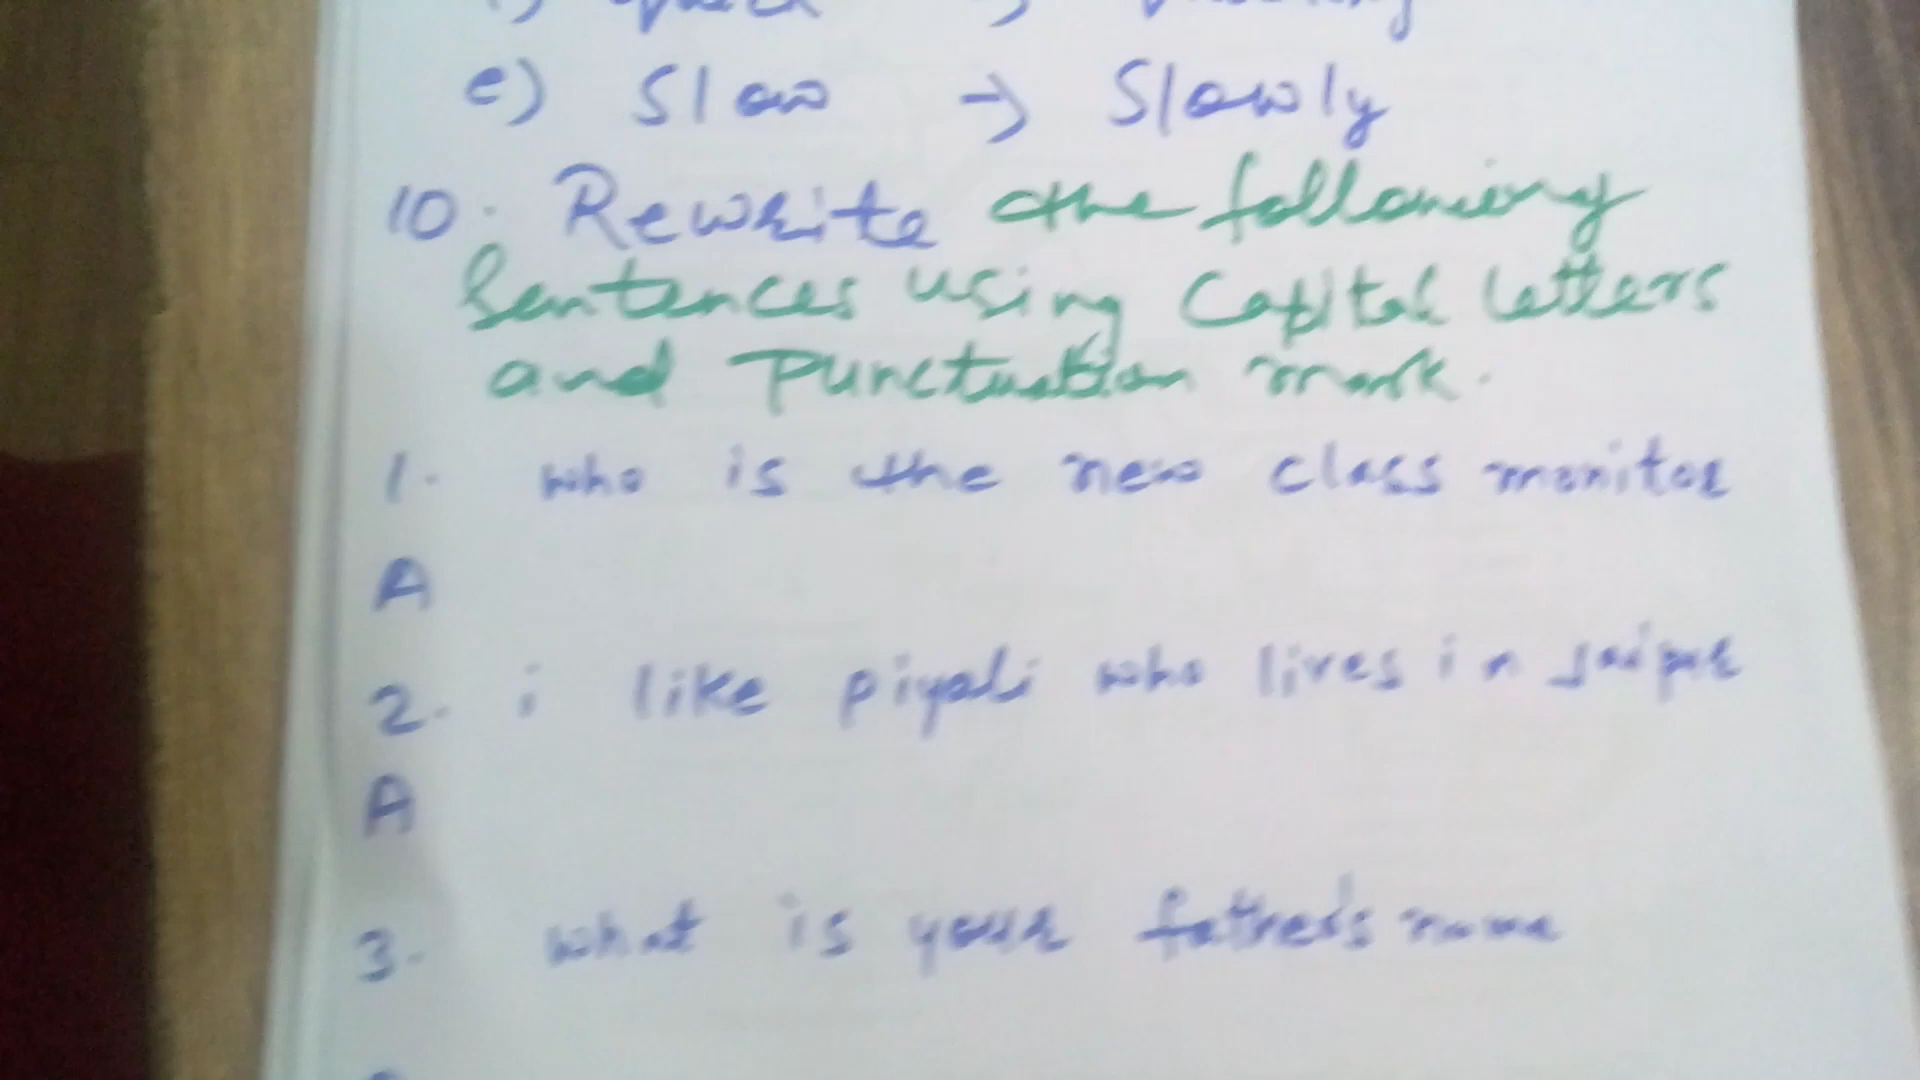 e) Slow → Slowly
10. Rewrite the following
Sentences using Capital letters
and Punctuation mark.
1. who is the new class monitor
A
2. i like piyali who lives in jaipur
A
3. what is your father's name